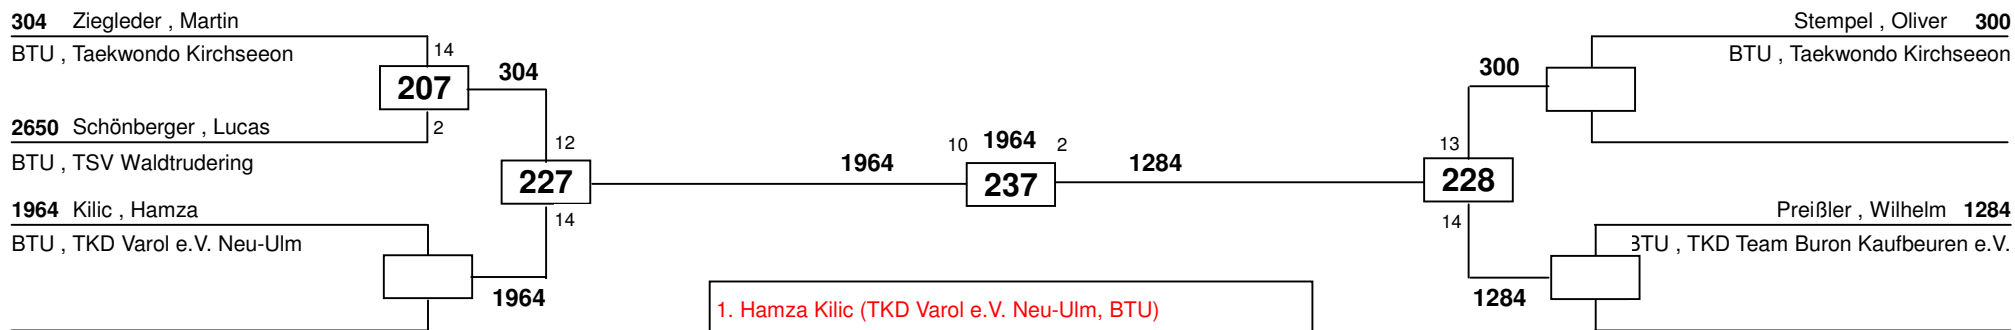 304 Ziegleder , Martin
BTU , Taekwondo Kirchseeon
14
207
304
2650 Schönberger , Lucas
2
BTU , TSV Waldtrudering
12
227
14
1964 Kilic , Hamza
BTU , TKD Varol e.V. Neu-Ulm
1964
1964
10 1964 2
237
1284
Stempel , Oliver 300
BTU , Taekwondo Kirchseeon
300
13
228
14
Preißler , Wilhelm 1284
BTU , TKD Team Buron Kaufbeuren e.V.
1284
1. Hamza Kilic (TKD Varol e.V. Neu-Ulm, BTU)